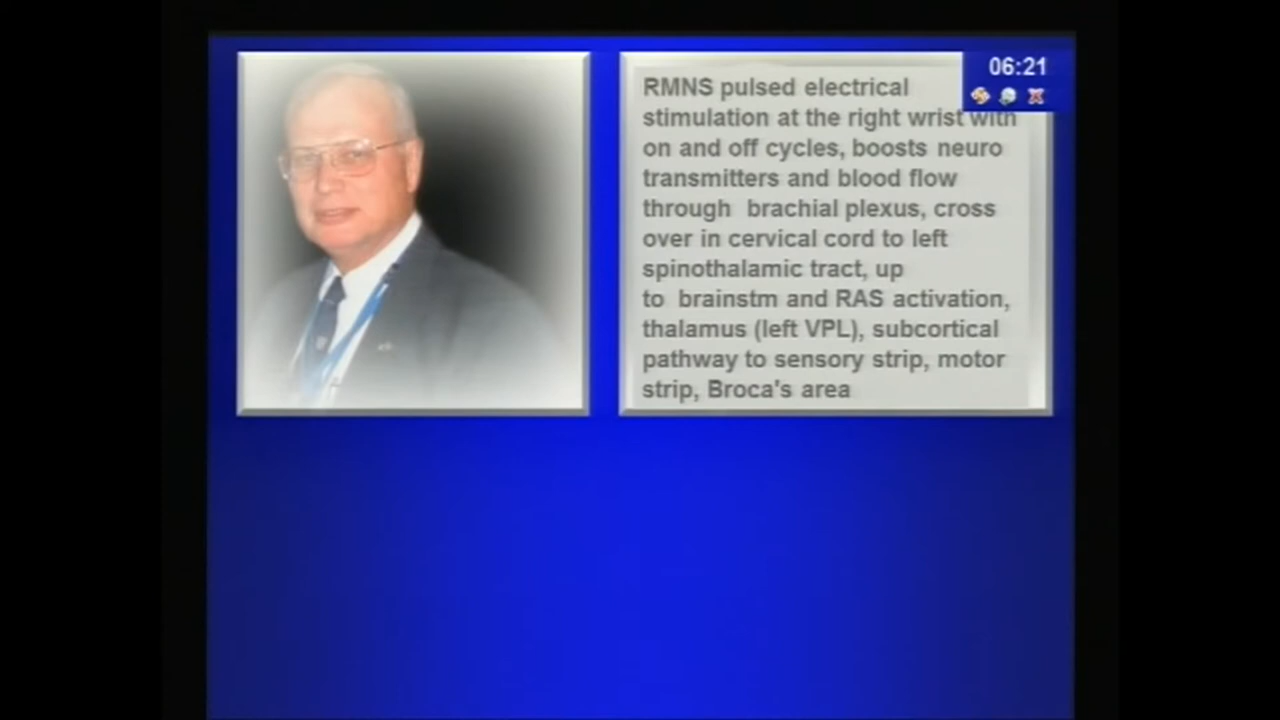 06:21
RMNS pulsed electrical
stimulation at the right wrist with
on and off cycles, boosts neuro
transmitters and blood flow
through brachial plexus, cross
over in cervical cord to left
spinothalamic tract, up
to brainstm and RAS activation,
thalamus (left VPL), subcortical
pathway to sensory strip, motor
strip, Broca's area